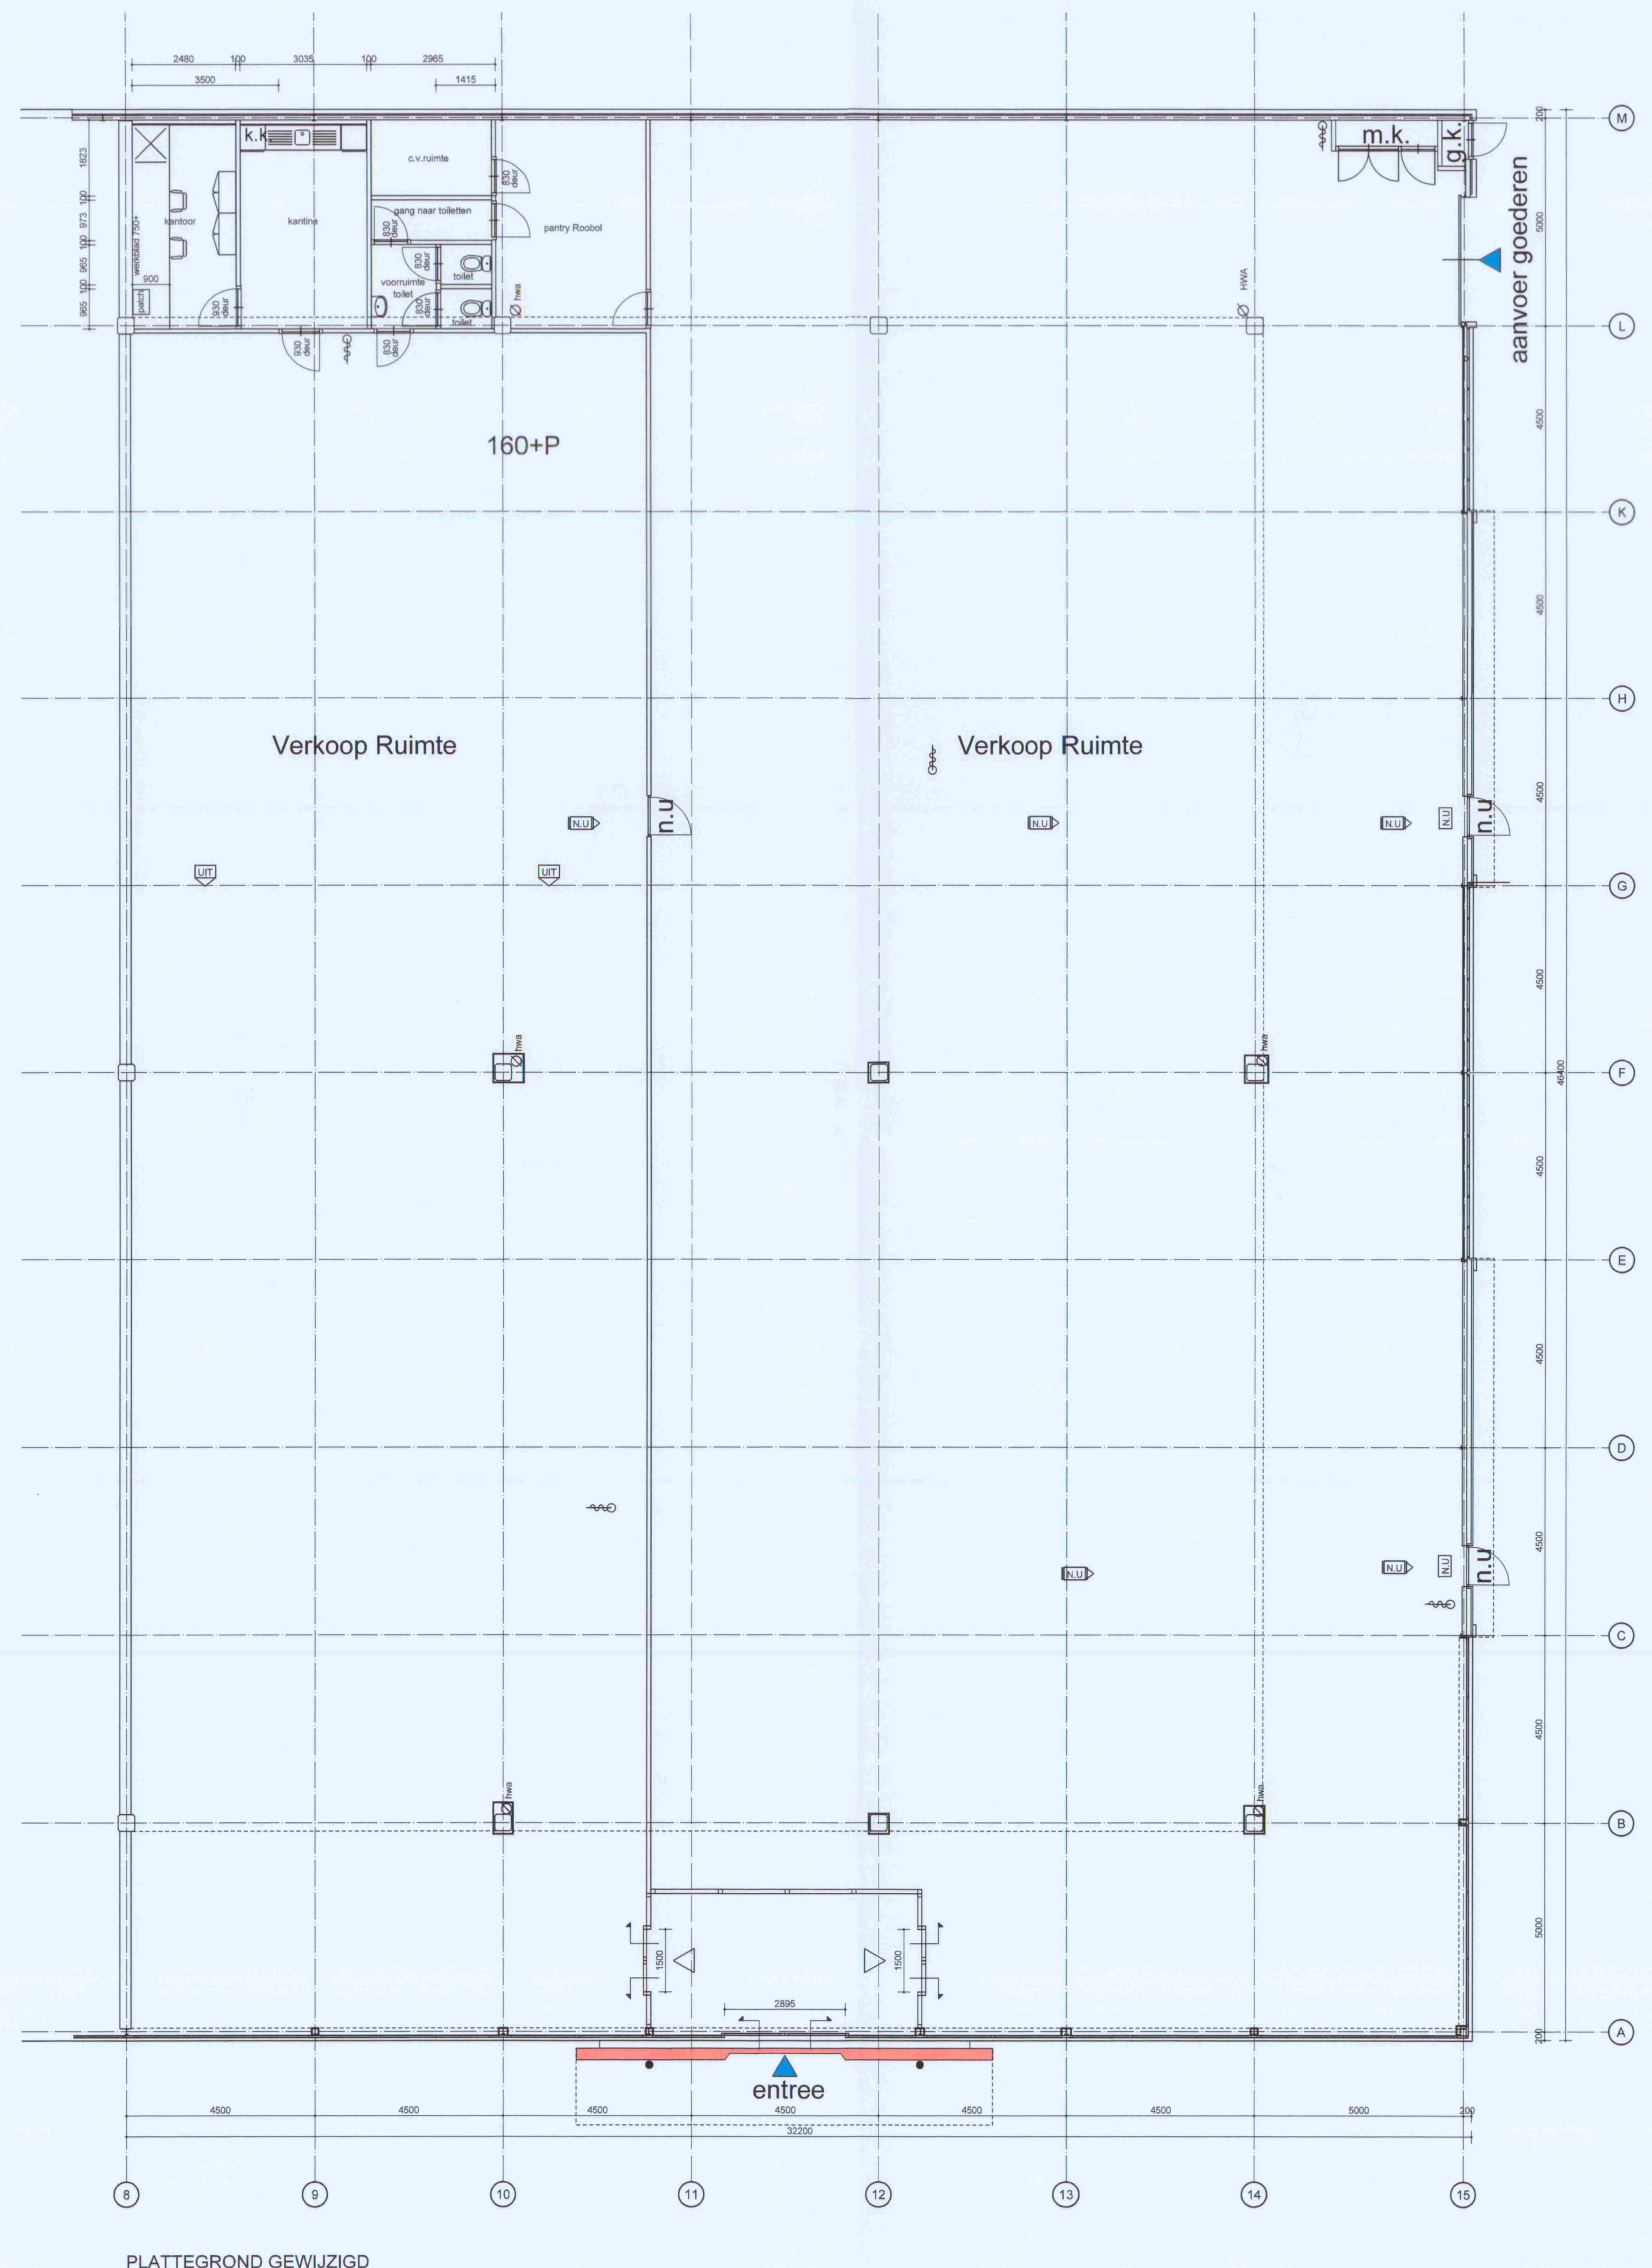 2480 100 3035 100 2965
3500 1415
M
200
1823
100
973
100
965
100
965
k.k.
c.v.ruimte
830 deur
m.k.
g.k.
aanvoer goederen
5000
kantoor
werkblad 750+
900
patch
930 deur
kantine
gang naar toiletten
830 deur
pantry Roobol
830 deur
toilet
voorruimte
toilet
830 deur
toilet
hwa
HWA
L
930 deur
830 deur
160+P
4500
K
4500
H
Verkoop Ruimte
Verkoop Ruimte
4500
N.U
n.u
N.U
N.U
N.U
n.u
UIT
UIT
G
4500
hwa
hwa
F
46400
4500
E
4500
D
4500
N.U
N.U
N.U
n.u
C
4500
hwa
hwa
B
5000
1500
1500
2895
200
A
entree
4500 4500 4500 4500 4500 4500 5000 200
32200
8 9 10 11 12 13 14 15
PLATTEGROND GEWIJZIGD